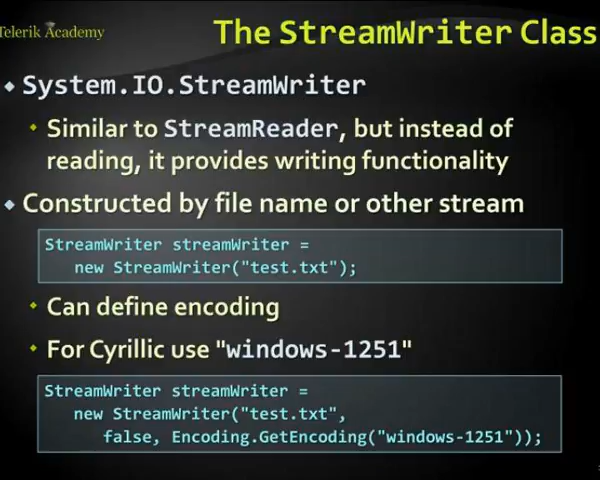 Telerik Academy
The StreamWriter Class
System.IO.StreamWriter
Similar to StreamReader, but instead of
reading, it provides writing functionality
Constructed by file name or other stream
StreamWriter streamWriter =
new StreamWriter("test.txt");
Can define encoding
For Cyrillic use "windows-1251"
StreamWriter streamWriter =
new StreamWriter("test.txt",
false, Encoding.GetEncoding("windows-1251"));